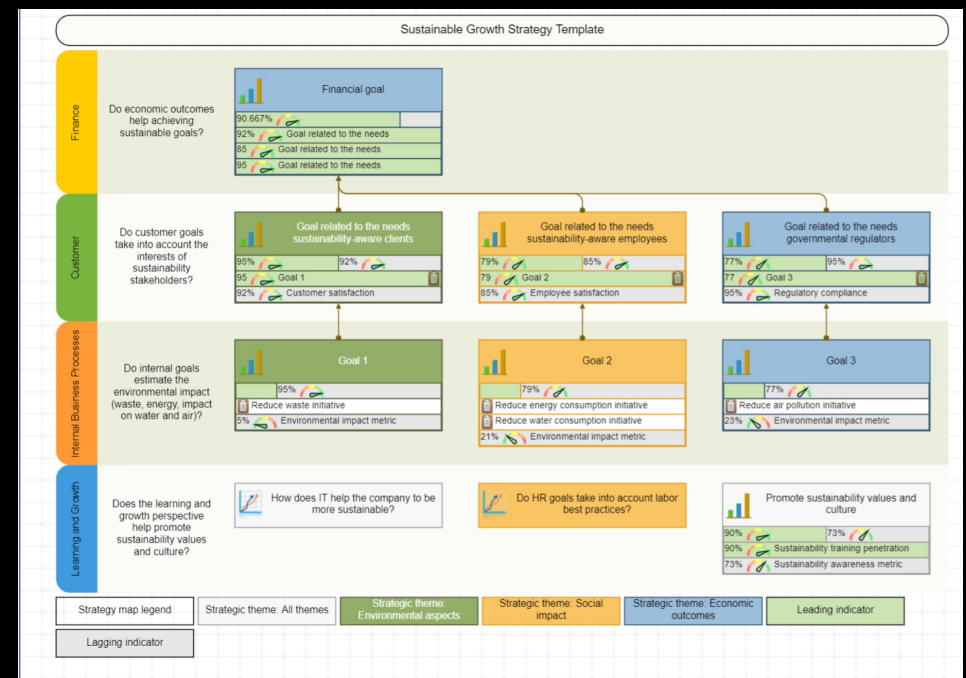 Sustainable Growth Strategy Template
Finance
Do economic outcomes
help achieving
sustainable goals?
Financial goal
90.667%
92% Goal related to the needs
85 Goal related to the needs
95 Goal related to the needs
Customer
Do customer goals
take into account the
interests of
sustainability
stakeholders?
Goal related to the needs
sustainability-aware clients
95% 92%
95 Goal 1
92% Customer satisfaction
Goal related to the needs
sustainability-aware employees
79% 85%
79 Goal 2
85% Employee satisfaction
Goal related to the needs
governmental regulators
77% 95%
77 Goal 3
95% Regulatory compliance
Internal Business Processes
Do internal goals
estimate the
environmental impact
(waste, energy, impact
on water and air)?
Goal 1
95%
Reduce waste initiative
5% Environmental impact metric
Goal 2
79%
Reduce energy consumption initiative
Reduce water consumption initiative
21% Environmental impact metric
Goal 3
77%
Reduce air pollution initiative
23% Environmental impact metric
Learning and Growth
Does the learning and
growth perspective
help promote
sustainability values
and culture?
How does IT help the company to be
more sustainable?
Do HR goals take into account labor
best practices?
Promote sustainability values and
culture
90% 73%
90% Sustainability training penetration
73% Sustainability awareness metric
Strategy map legend
Strategic theme: All themes
Strategic theme:
Environmental aspects
Strategic theme: Social
impact
Strategic theme: Economic
outcomes
Leading indicator
Lagging indicator